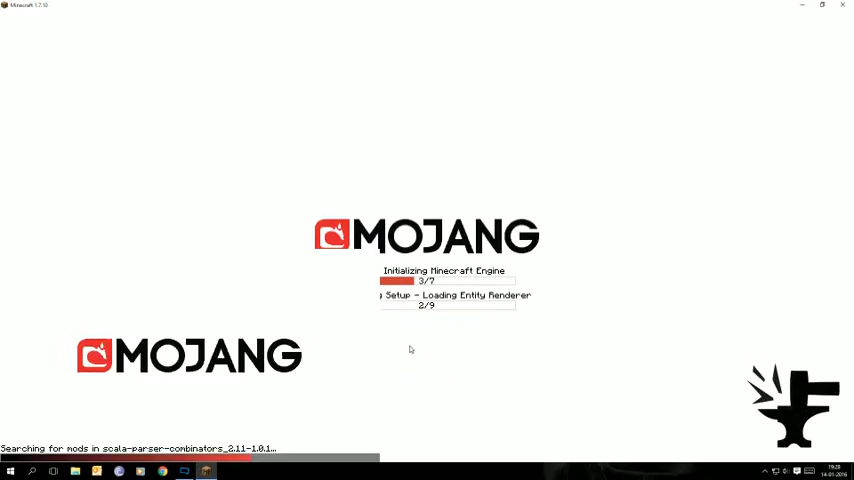 Minecraft 1.7.10
MOJANG
Initializing Minecraft Engine
3/7
g Setup - Loading Entity Renderer
2/9
MOJANG
Searching for mods in scala-parser-combinators_2.11-1.0.1...
19:28
14-01-2016